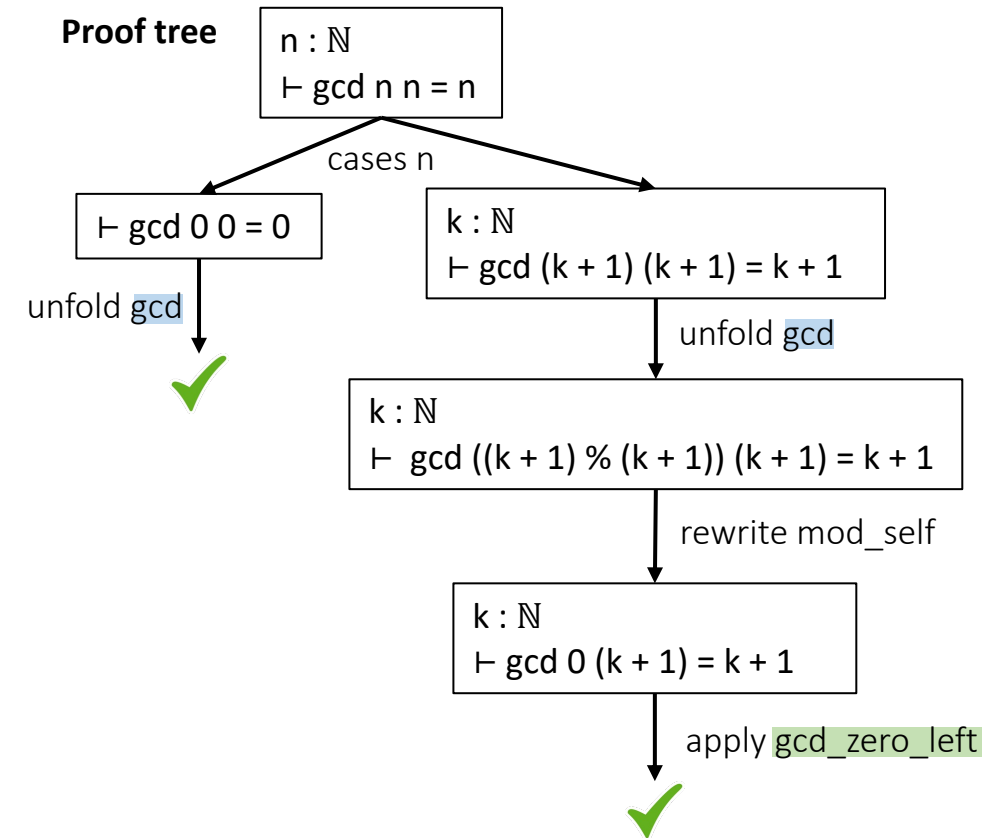 Proof tree
n : ℕ
⊢ gcd n n = n
cases n
⊢ gcd 0 0 = 0
k : ℕ
⊢ gcd (k + 1) (k + 1) = k + 1
unfold gcd
unfold gcd
k : ℕ
⊢ gcd ((k + 1) % (k + 1)) (k + 1) = k + 1
rewrite mod_self
k : ℕ
⊢ gcd 0 (k + 1) = k + 1
apply gcd_zero_left